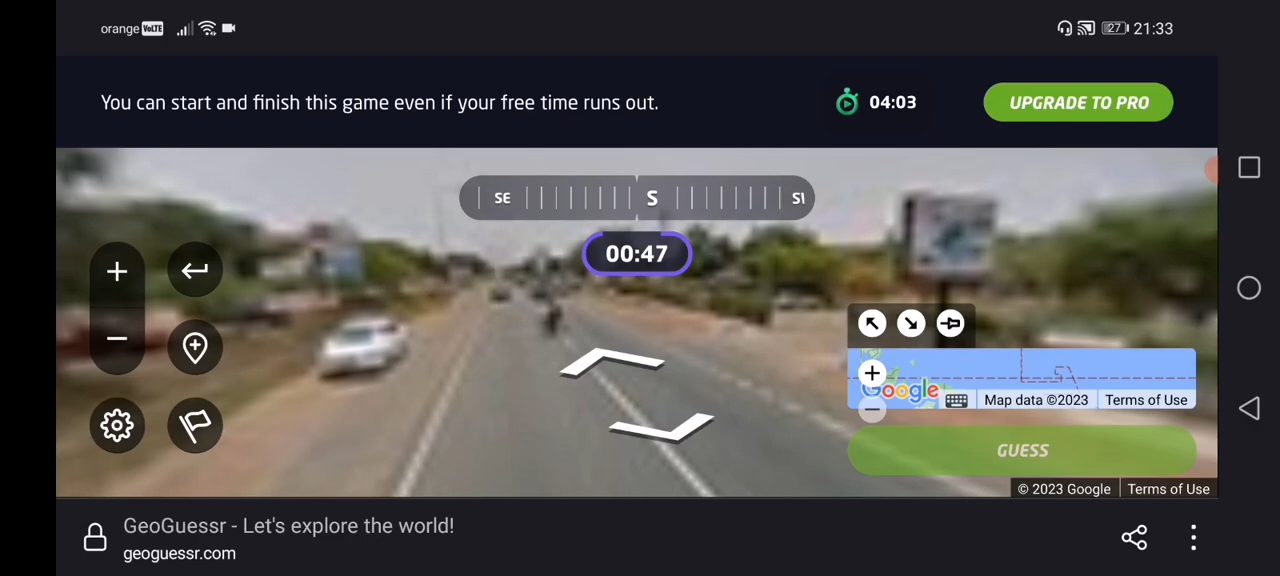 orange VoLTE 27 21:33
You can start and finish this game even if your free time runs out. 04:03 UPGRADE TO PRO
SE S SI
00:47
+
−
+
−
Google Map data ©2023 Terms of Use
GUESS
© 2023 Google Terms of Use
GeoGuessr - Let's explore the world!
geoguessr.com